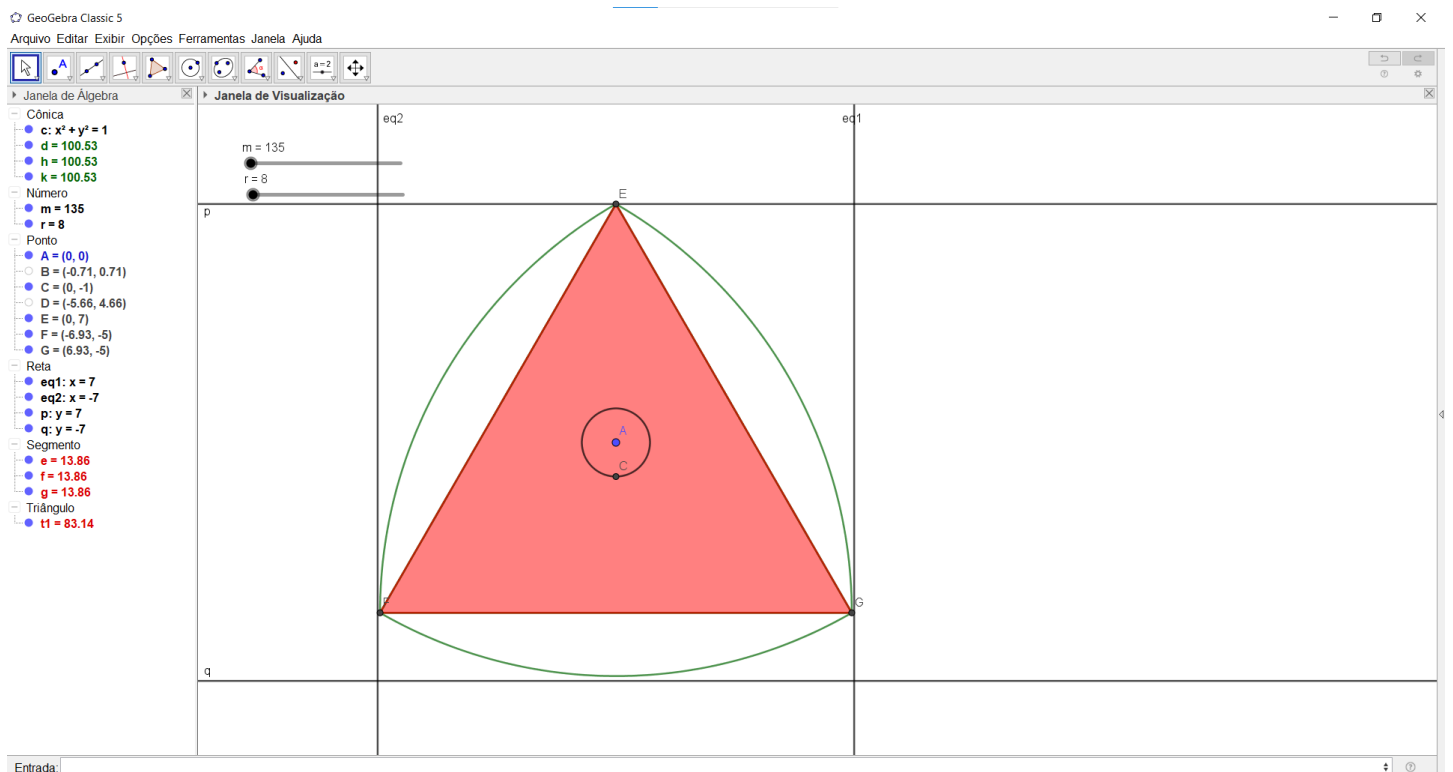 GeoGebra Classic 5
Arquivo Editar Exibir Opções Ferramentas Janela Ajuda
A
a=2
Janela de Álgebra
Janela de Visualização
Cônica
c: x² + y² = 1
d = 100.53
h = 100.53
k = 100.53
Número
m = 135
r = 8
Ponto
A = (0, 0)
B = (-0.71, 0.71)
C = (0, -1)
D = (-5.66, 4.66)
E = (0, 7)
F = (-6.93, -5)
G = (6.93, -5)
Reta
eq1: x = 7
eq2: x = -7
p: y = 7
q: y = -7
Segmento
e = 13.86
f = 13.86
g = 13.86
Triângulo
t1 = 83.14
eq2
eq1
m = 135
r = 8
E
p
A
C
F
G
q
Entrada: